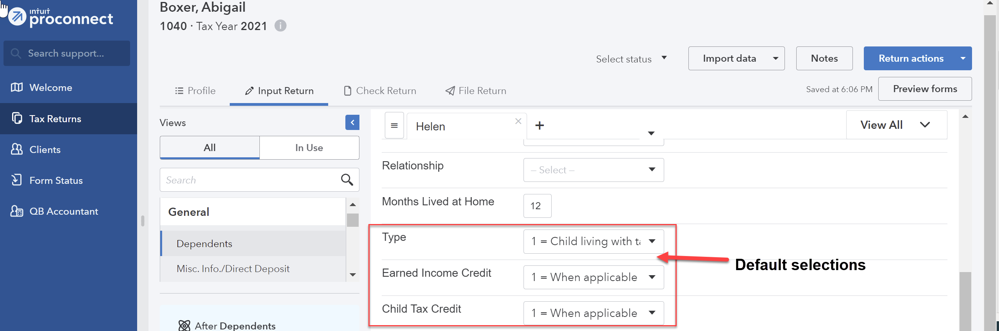 intuit
proconnect
Search support...
Welcome
Tax Returns
Clients
Form Status
QB Accountant
Boxer, Abigail
1040 · Tax Year 2021
i
Select status
Import data
Notes
Return actions
Profile
Input Return
Check Return
File Return
Saved at 6:06 PM
Preview forms
Views
All
In Use
Search
General
Dependents
Misc. Info./Direct Deposit
After Dependents
Helen
+
View All
Relationship
– Select –
Months Lived at Home
12
Type
1 = Child living with ta
Earned Income Credit
1 = When applicable
Child Tax Credit
1 = When applicable
Default selections